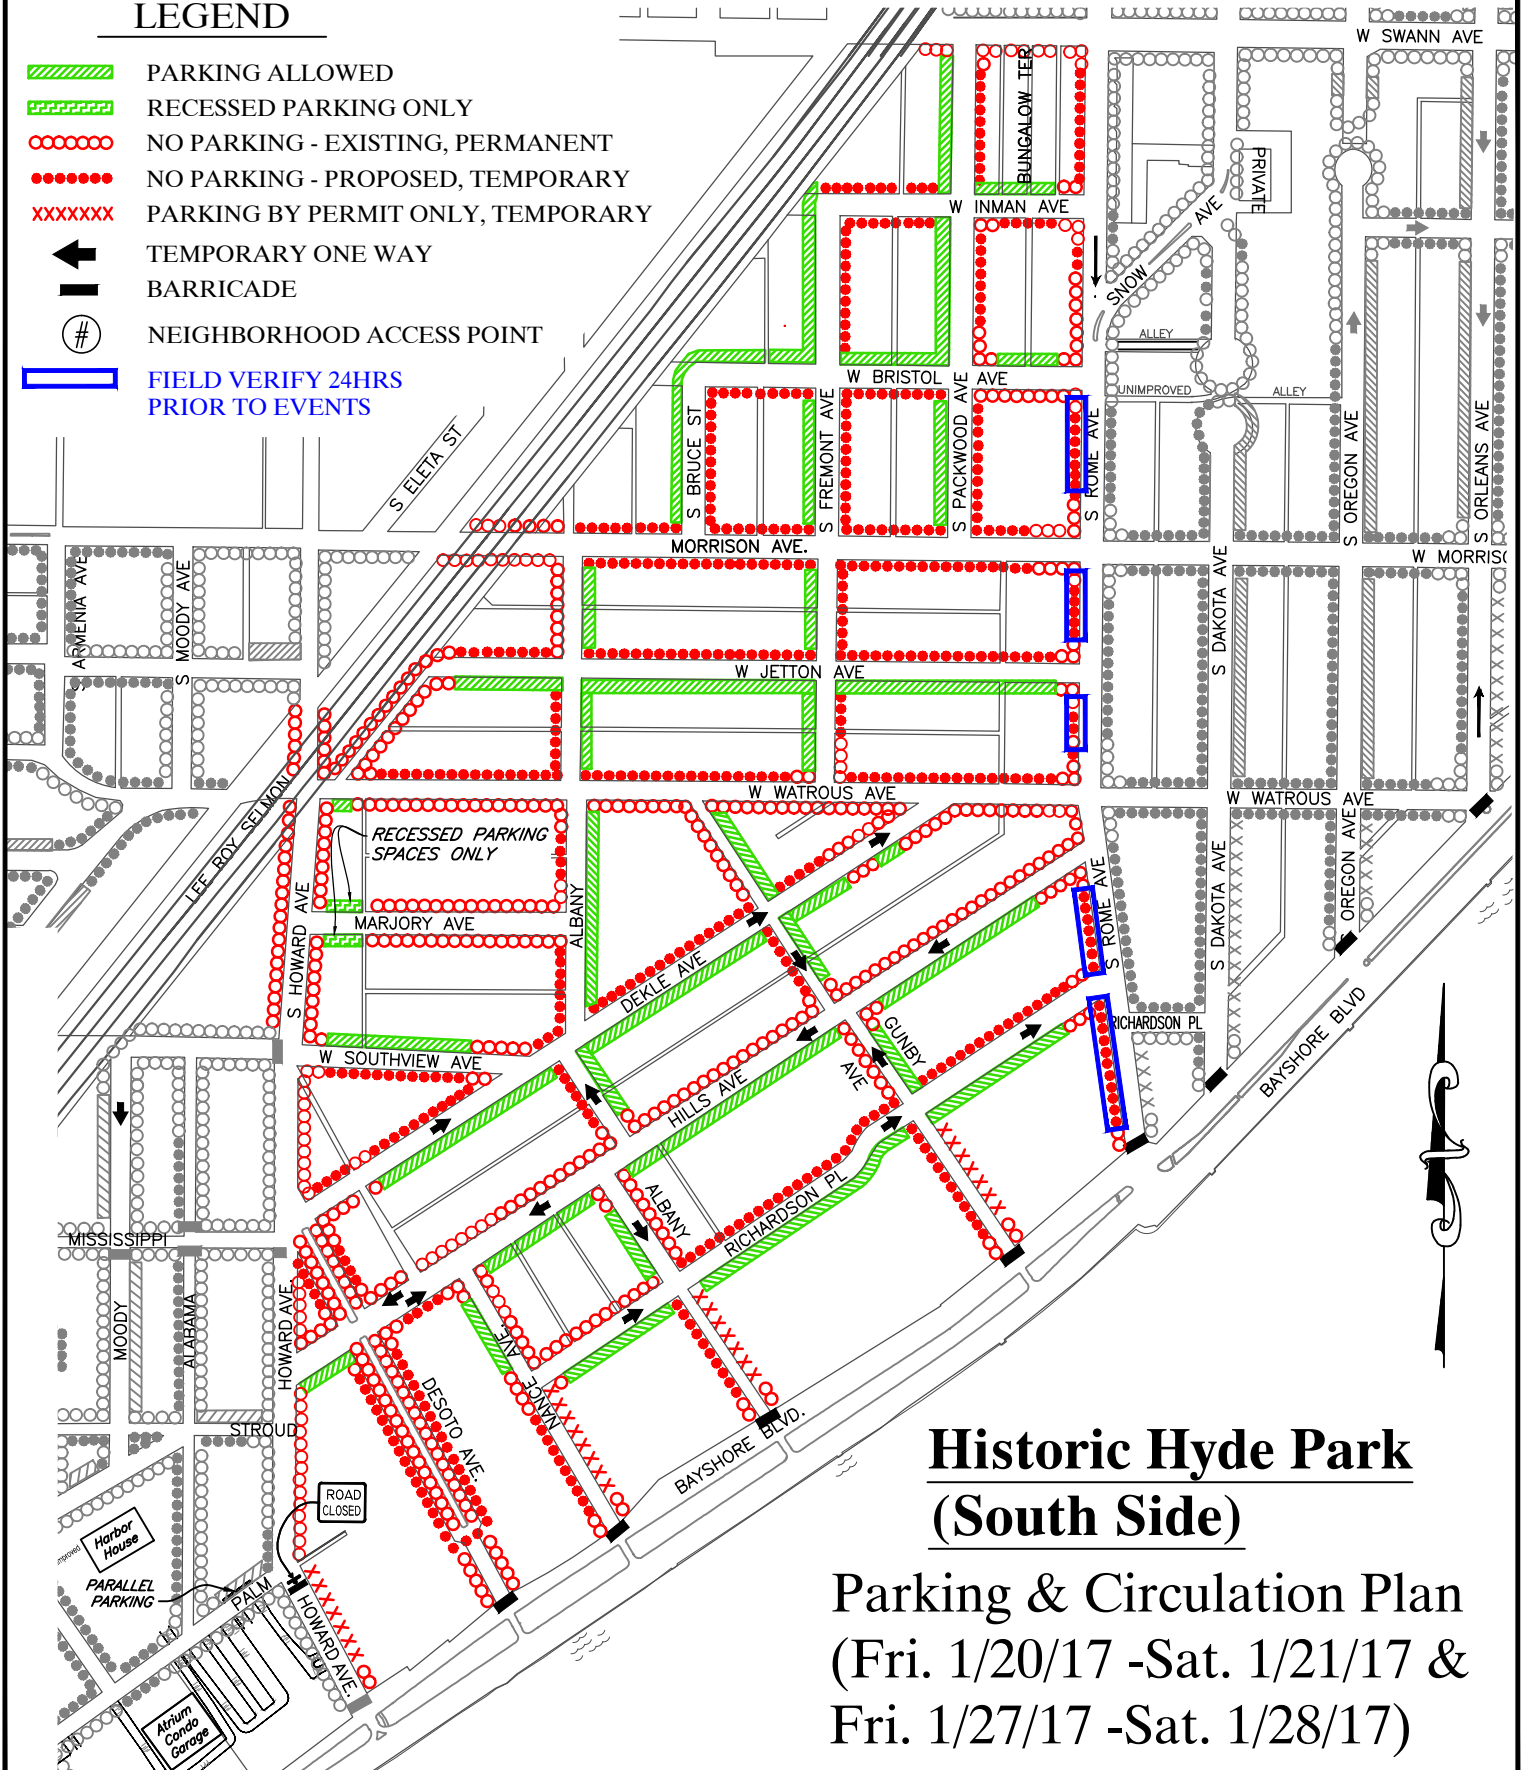 LEGEND
PARKING ALLOWED
RECESSED PARKING ONLY
NO PARKING - EXISTING, PERMANENT
NO PARKING - PROPOSED, TEMPORARY
XXXXXXX
PARKING BY PERMIT ONLY, TEMPORARY
TEMPORARY ONE WAY
BARRICADE
#
NEIGHBORHOOD ACCESS POINT
FIELD VERIFY 24HRS
PRIOR TO EVENTS
W SWANN AVE
BUNGALOW TER
PRIVATE
W INMAN AVE
SNOW AVE
ALLEY
UNIMPROVED
ALLEY
W BRISTOL AVE
S ELETA ST
S BRUCE ST
S FREMONT AVE
S PACKWOOD AVE
S ROME AVE
S OREGON AVE
S ORLEANS AVE
MORRISON AVE.
W MORRISO
S ARMENIA AVE
S MOODY AVE
S DAKOTA AVE
W JETTON AVE
LEE ROY SELMON
W WATROUS AVE
W WATROUS AVE
RECESSED PARKING
SPACES ONLY
S HOWARD AVE
MARJORY AVE
ALBANY
S ROME AVE
S DAKOTA AVE
S OREGON AVE
DEKLE AVE
GUNBY AVE
RICHARDSON PL
BAYSHORE BLVD
W SOUTHVIEW AVE
HILLS AVE
ALBANY
RICHARDSON PL
MISSISSIPPI
MOODY
ALABAMA
HOWARD AVE.
NANCE AVE.
DESOTO AVE.
STROUD
BAYSHORE BLVD.
ROAD
CLOSED
Harbor
House
PARALLEL
PARKING
PALM
HOWARD AVE.
Atrium
Condo
Garage
Historic Hyde Park
(South Side)
Parking & Circulation Plan
(Fri. 1/20/17 -Sat. 1/21/17 &
Fri. 1/27/17 -Sat. 1/28/17)